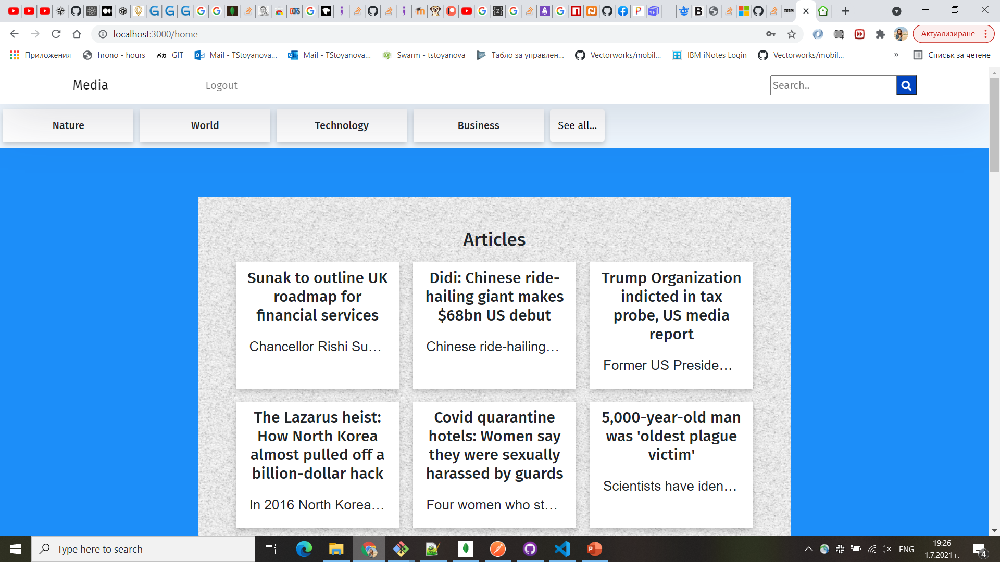 localhost:3000/home
Актуализиране
Приложения
hrono - hours
GIT
Mail - TStoyanova...
Mail - TStoyanova...
Swarm - tstoyanova
Табло за управлен...
Vectorworks/mobil...
IBM iNotes Login
Vectorworks/mobil...
»
Списък за четене
Media
Logout
Search..
Nature
World
Technology
Business
See all...
Articles
Sunak to outline UK
roadmap for
financial services
Chancellor Rishi Su...
Didi: Chinese ride-
hailing giant makes
$68bn US debut
Chinese ride-hailing...
Trump Organization
indicted in tax
probe, US media
report
Former US Preside...
The Lazarus heist:
How North Korea
almost pulled off a
billion-dollar hack
In 2016 North Korea...
Covid quarantine
hotels: Women say
they were sexually
harassed by guards
Four women who st...
5,000-year-old man
was 'oldest plague
victim'
Scientists have iden...
Type here to search
ENG
19:26
1.7.2021 г.
4